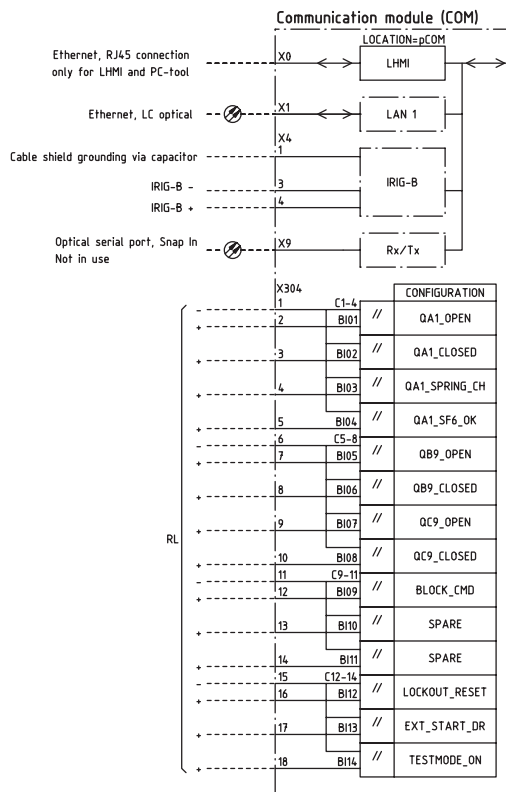 Communication module (COM)
LOCATION=pCOM
Ethernet, RJ45 connection
only for LHMI and PC-tool
X0
LHMI
Ethernet, LC optical
X1
LAN 1
X4
Cable shield grounding via capacitor
1
IRIG-B -
3
IRIG-B
IRIG-B +
4
Optical serial port, Snap In
Not in use
X9
Rx/Tx
X304
CONFIGURATION
- 1 C1-4
+ 2 BI01 // QA1_OPEN
+ 3 BI02 // QA1_CLOSED
+ 4 BI03 // QA1_SPRING_CH
+ 5 BI04 // QA1_SF6_OK
- 6 C5-8
+ 7 BI05 // QB9_OPEN
+ 8 BI06 // QB9_CLOSED
+ 9 BI07 // QC9_OPEN
RL
+ 10 BI08 // QC9_CLOSED
- 11 C9-11
+ 12 BI09 // BLOCK_CMD
+ 13 BI10 // SPARE
+ 14 BI11 // SPARE
- 15 C12-14
+ 16 BI12 // LOCKOUT_RESET
+ 17 BI13 // EXT_START_DR
+ 18 BI14 // TESTMODE_ON